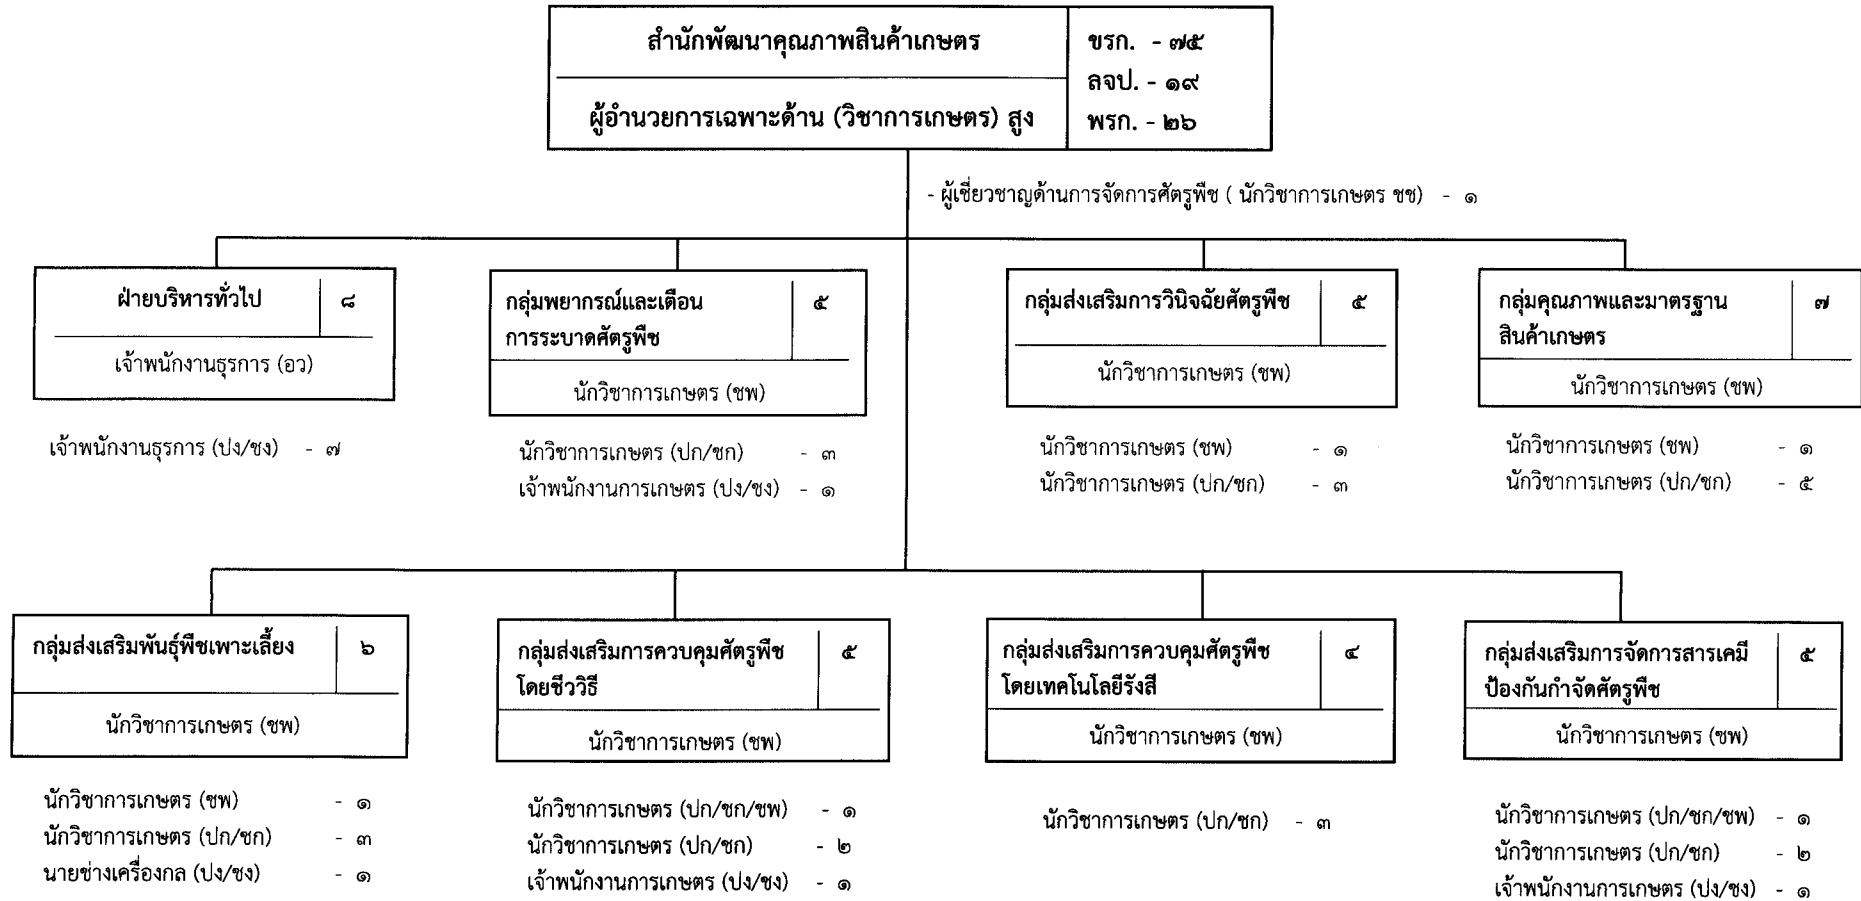 สำนักพัฒนาคุณภาพสินค้าเกษตร
ผู้อำนวยการเฉพาะด้าน (วิชาการเกษตร) สูง
ขรก. - ๗๕
ลจป. - ๑๙
พรก. - ๒๖
- ผู้เชี่ยวชาญด้านการจัดการศัตรูพืช ( นักวิชาการเกษตร ชช) - ๑
ฝ่ายบริหารทั่วไป ๘
เจ้าพนักงานธุรการ (อว)
เจ้าพนักงานธุรการ (ปง/ชง) - ๗
กลุ่มพยากรณ์และเตือน ๕
การระบาดศัตรูพืช
นักวิชาการเกษตร (ชพ)
นักวิชาการเกษตร (ปก/ชก) - ๓
เจ้าพนักงานการเกษตร (ปง/ชง) - ๑
กลุ่มส่งเสริมการวินิจฉัยศัตรูพืช ๕
นักวิชาการเกษตร (ชพ)
นักวิชาการเกษตร (ชพ) - ๑
นักวิชาการเกษตร (ปก/ชก) - ๓
กลุ่มคุณภาพและมาตรฐาน ๗
สินค้าเกษตร
นักวิชาการเกษตร (ชพ)
นักวิชาการเกษตร (ชพ) - ๑
นักวิชาการเกษตร (ปก/ชก) - ๕
กลุ่มส่งเสริมพันธุ์พืชเพาะเลี้ยง ๖
นักวิชาการเกษตร (ชพ)
นักวิชาการเกษตร (ชพ) - ๑
นักวิชาการเกษตร (ปก/ชก) - ๓
นายช่างเครื่องกล (ปง/ชง) - ๑
กลุ่มส่งเสริมการควบคุมศัตรูพืช ๕
โดยชีววิธี
นักวิชาการเกษตร (ชพ)
นักวิชาการเกษตร (ปก/ชก/ชพ) - ๑
นักวิชาการเกษตร (ปก/ชก) - ๒
เจ้าพนักงานการเกษตร (ปง/ชง) - ๑
กลุ่มส่งเสริมการควบคุมศัตรูพืช ๔
โดยเทคโนโลยีรังสี
นักวิชาการเกษตร (ชพ)
นักวิชาการเกษตร (ปก/ชก) - ๓
กลุ่มส่งเสริมการจัดการสารเคมี ๕
ป้องกันกำจัดศัตรูพืช
นักวิชาการเกษตร (ชพ)
นักวิชาการเกษตร (ปก/ชก/ชพ) - ๑
นักวิชาการเกษตร (ปก/ชก) - ๒
เจ้าพนักงานการเกษตร (ปง/ชง) - ๑